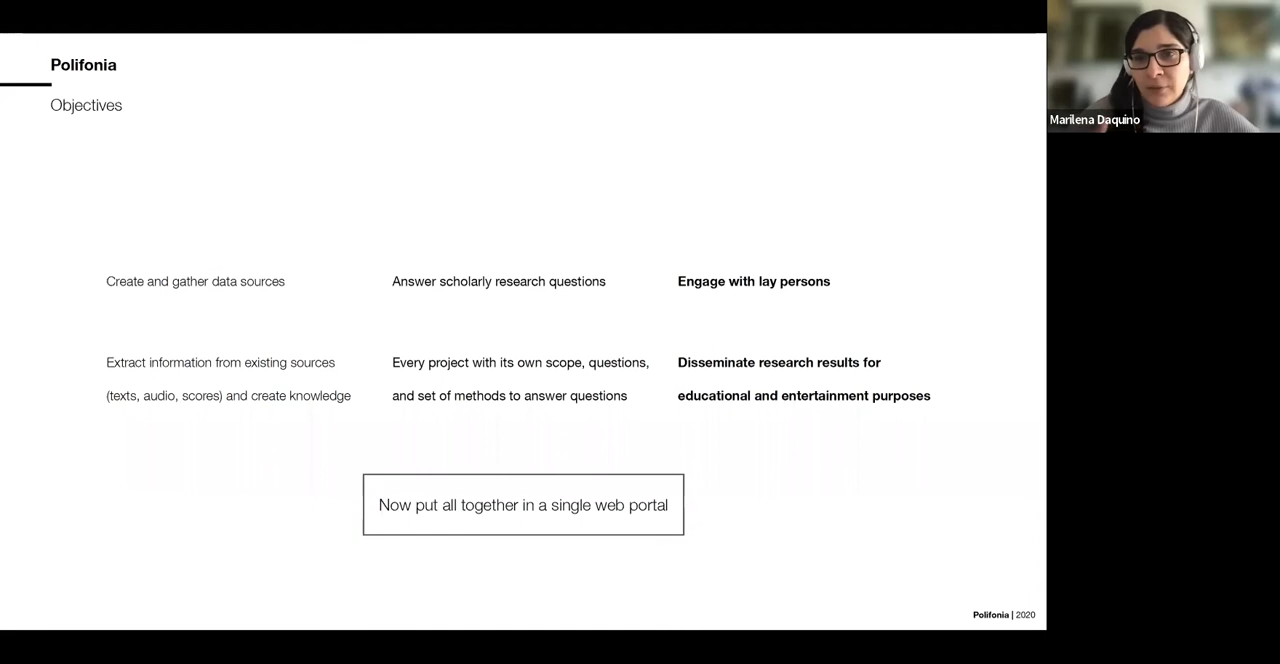 Polifonia
Objectives
Marilena Daquino
Create and gather data sources
Answer scholarly research questions
Engage with lay persons
Extract information from existing sources
(texts, audio, scores) and create knowledge
Every project with its own scope, questions,
and set of methods to answer questions
Disseminate research results for
educational and entertainment purposes
Now put all together in a single web portal
Polifonia | 2020